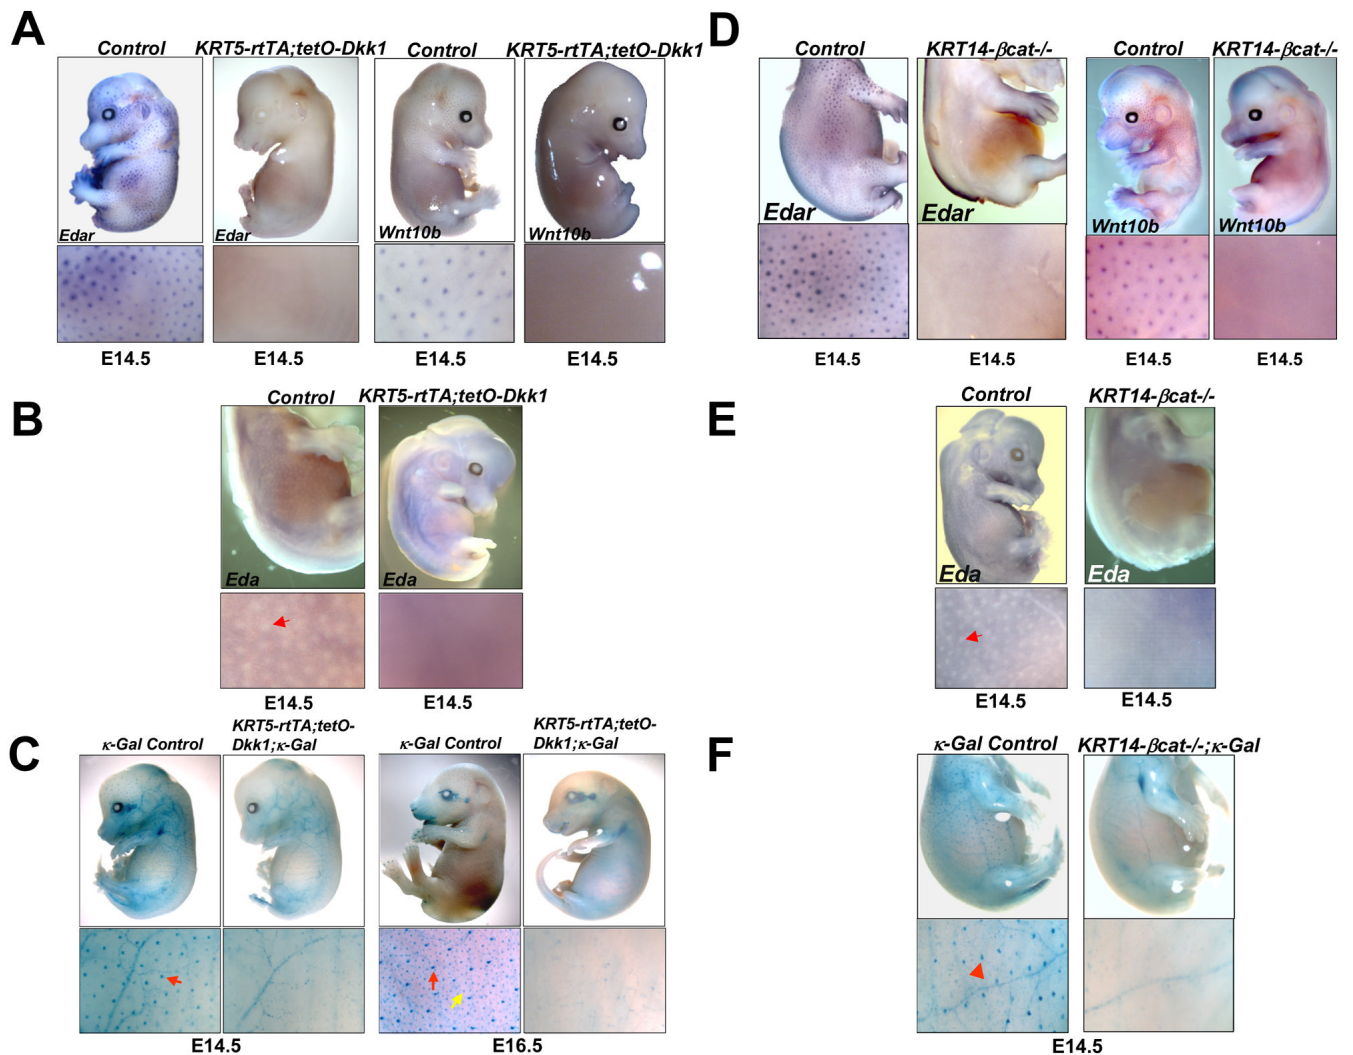 A
Control
KRT5-rtTA;tetO-Dkk1
Control
KRT5-rtTA;tetO-Dkk1
Edar
Edar
Wnt10b
Wnt10b
E14.5
E14.5
E14.5
E14.5
B
Control
KRT5-rtTA;tetO-Dkk1
Eda
Eda
E14.5
E14.5
C
κ-Gal Control
KRT5-rtTA;tetO-
Dkk1;κ-Gal
κ-Gal Control
KRT5-rtTA;tetO-
Dkk1;κ-Gal
E14.5
E16.5
D
Control
KRT14-βcat-/-
Control
KRT14-βcat-/-
Edar
Edar
Wnt10b
Wnt10b
E14.5
E14.5
E14.5
E14.5
E
Control
KRT14-βcat-/-
Eda
Eda
E14.5
E14.5
F
κ-Gal Control
KRT14-βcat-/-;κ-Gal
E14.5